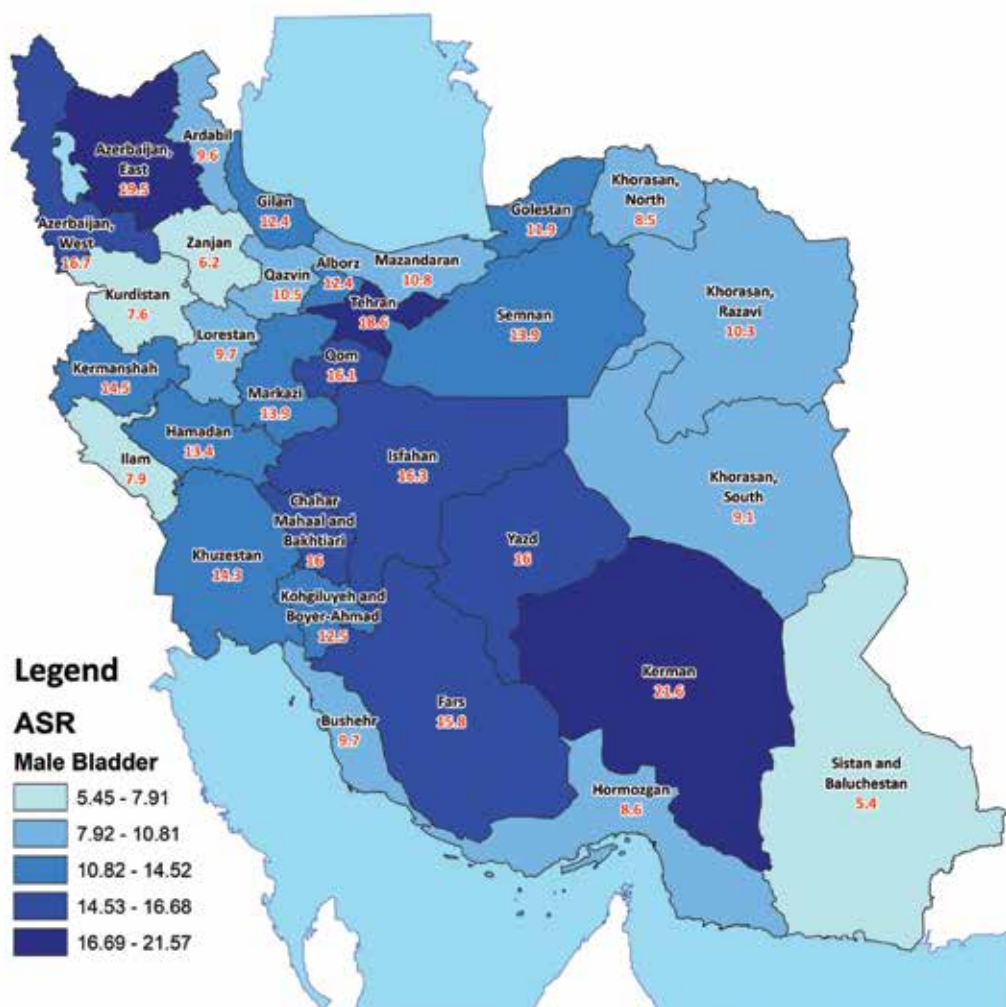 Ardabil
9.6
Azerbaijan,
East
19.5
Gilan
12.4
Khorasan,
North
8.5
Golestan
11.9
Azerbaijan,
West
16.7
Zanjan
6.2
Alborz
12.4
Mazandaran
10.8
Qazvin
10.5
Kurdistan
7.6
Tehran
18.6
Semnan
13.9
Khorasan,
Razavi
10.3
Lorestan
9.7
Qom
16.1
Kermanshah
14.5
Markazi
13.9
Hamadan
13.4
Isfahan
16.3
Ilam
7.9
Khorasan,
South
9.1
Chahar
Mahaal and
Bakhtiari
16
Yazd
16
Khuzestan
14.3
Kohgiluyeh and
Boyer-Ahmad
12.5
Kerman
21.6
Fars
15.8
Bushehr
9.7
Sistan and
Baluchestan
5.4
Hormozgan
8.6
Legend
ASR
Male Bladder
5.45 - 7.91
7.92 - 10.81
10.82 - 14.52
14.53 - 16.68
16.69 - 21.57